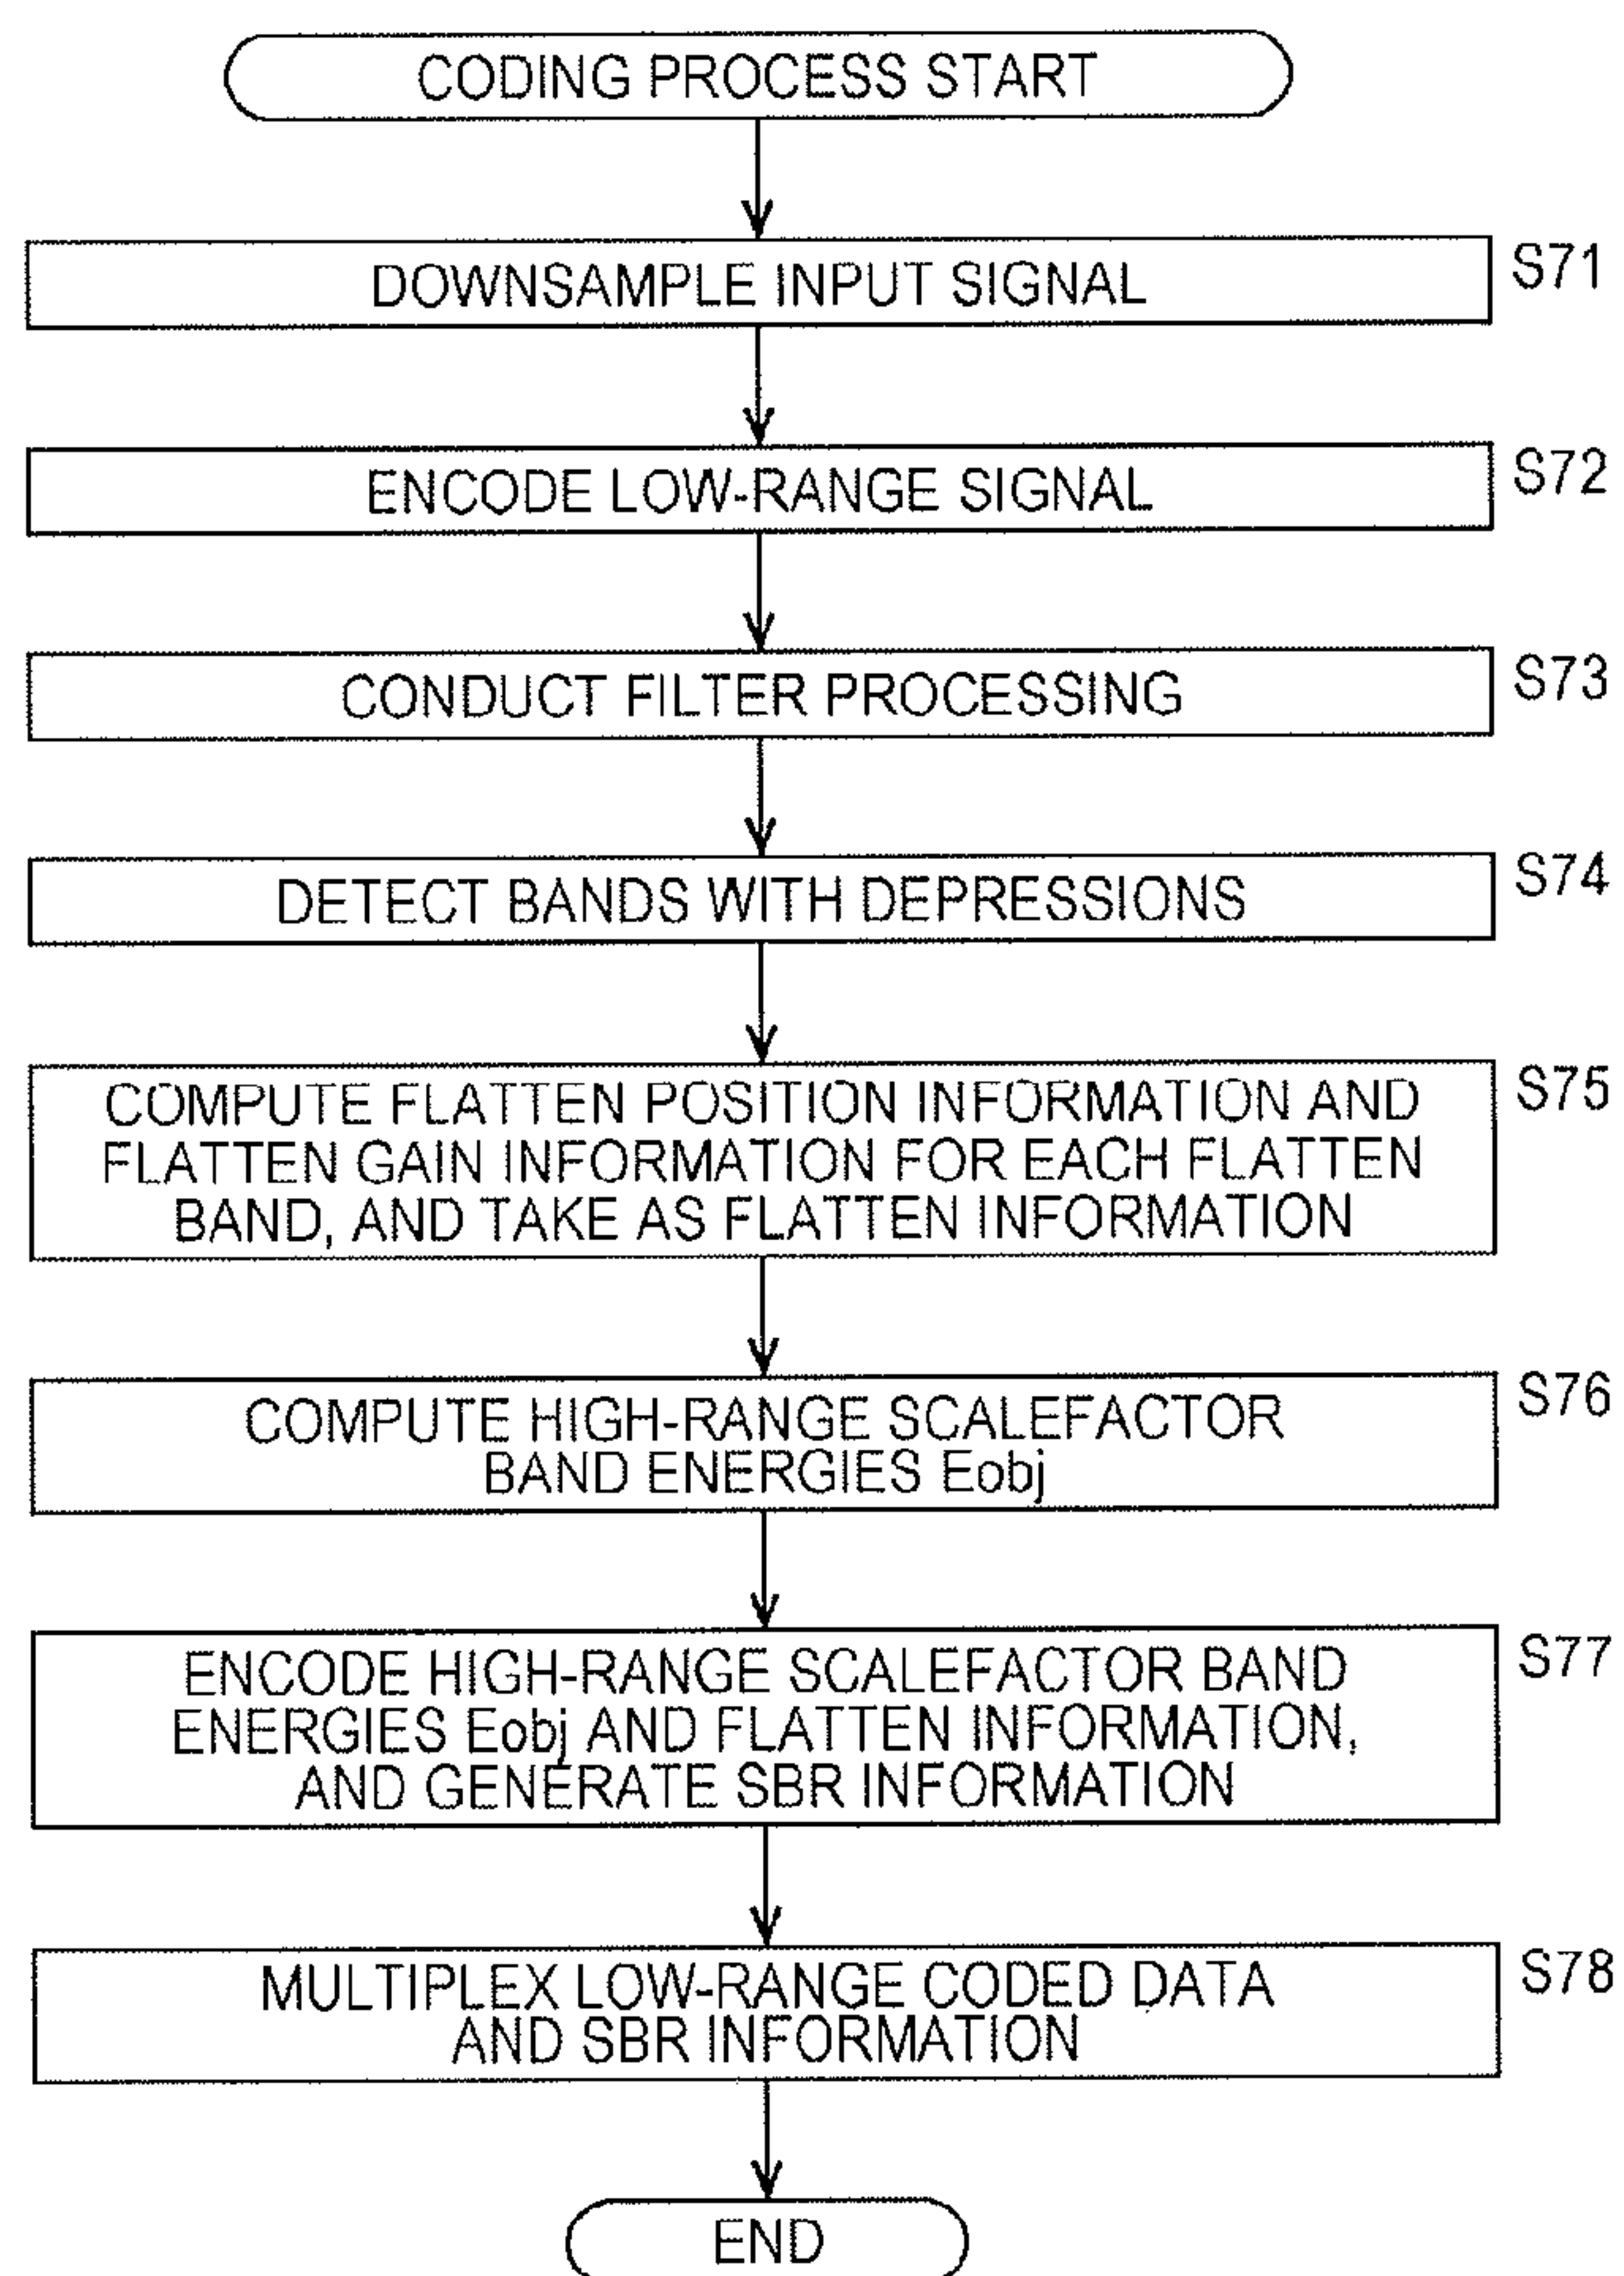 CODING PROCESS START
DOWNSAMPLE INPUT SIGNAL
S71
ENCODE LOW-RANGE SIGNAL
S72
CONDUCT FILTER PROCESSING
S73
DETECT BANDS WITH DEPRESSIONS
S74
COMPUTE FLATTEN POSITION INFORMATION AND
FLATTEN GAIN INFORMATION FOR EACH FLATTEN
BAND, AND TAKE AS FLATTEN INFORMATION
S75
COMPUTE HIGH-RANGE SCALEFACTOR
BAND ENERGIES Eobj
S76
ENCODE HIGH-RANGE SCALEFACTOR BAND
ENERGIES Eobj AND FLATTEN INFORMATION,
AND GENERATE SBR INFORMATION
S77
MULTIPLEX LOW-RANGE CODED DATA
AND SBR INFORMATION
S78
END